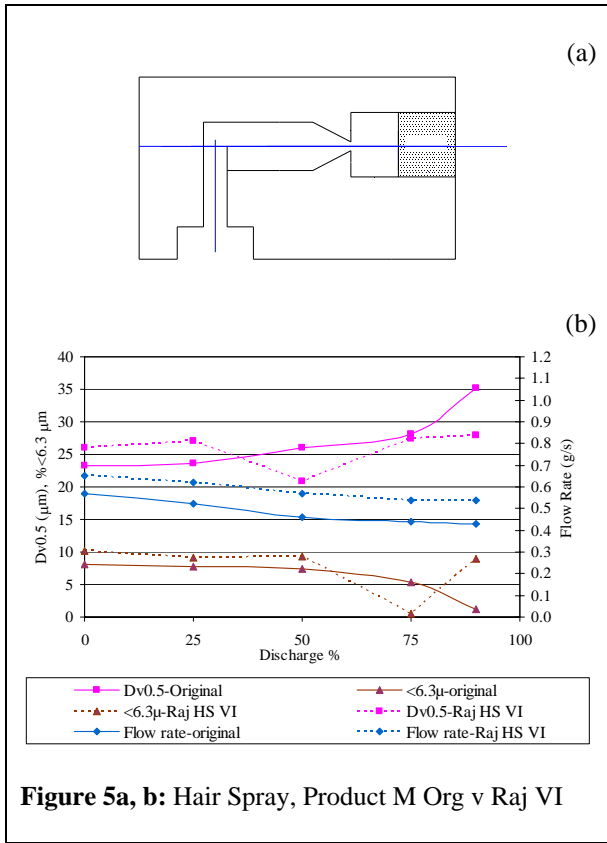 (a)
(b)
40
35
30
25
20
15
10
5
0
Dv0.5 (μm), %<6.3 μm
1.2
1.1
1.0
0.9
0.8
0.7
0.6
0.5
0.4
0.3
0.2
0.1
0.0
Flow Rate (g/s)
0 25 50 75 100
Discharge %
Dv0.5-Original <6.3μ-original
<6.3μ-Raj HS VI Dv0.5-Raj HS VI
Flow rate-original Flow rate-Raj HS VI
Figure 5a, b: Hair Spray, Product M Org v Raj VI